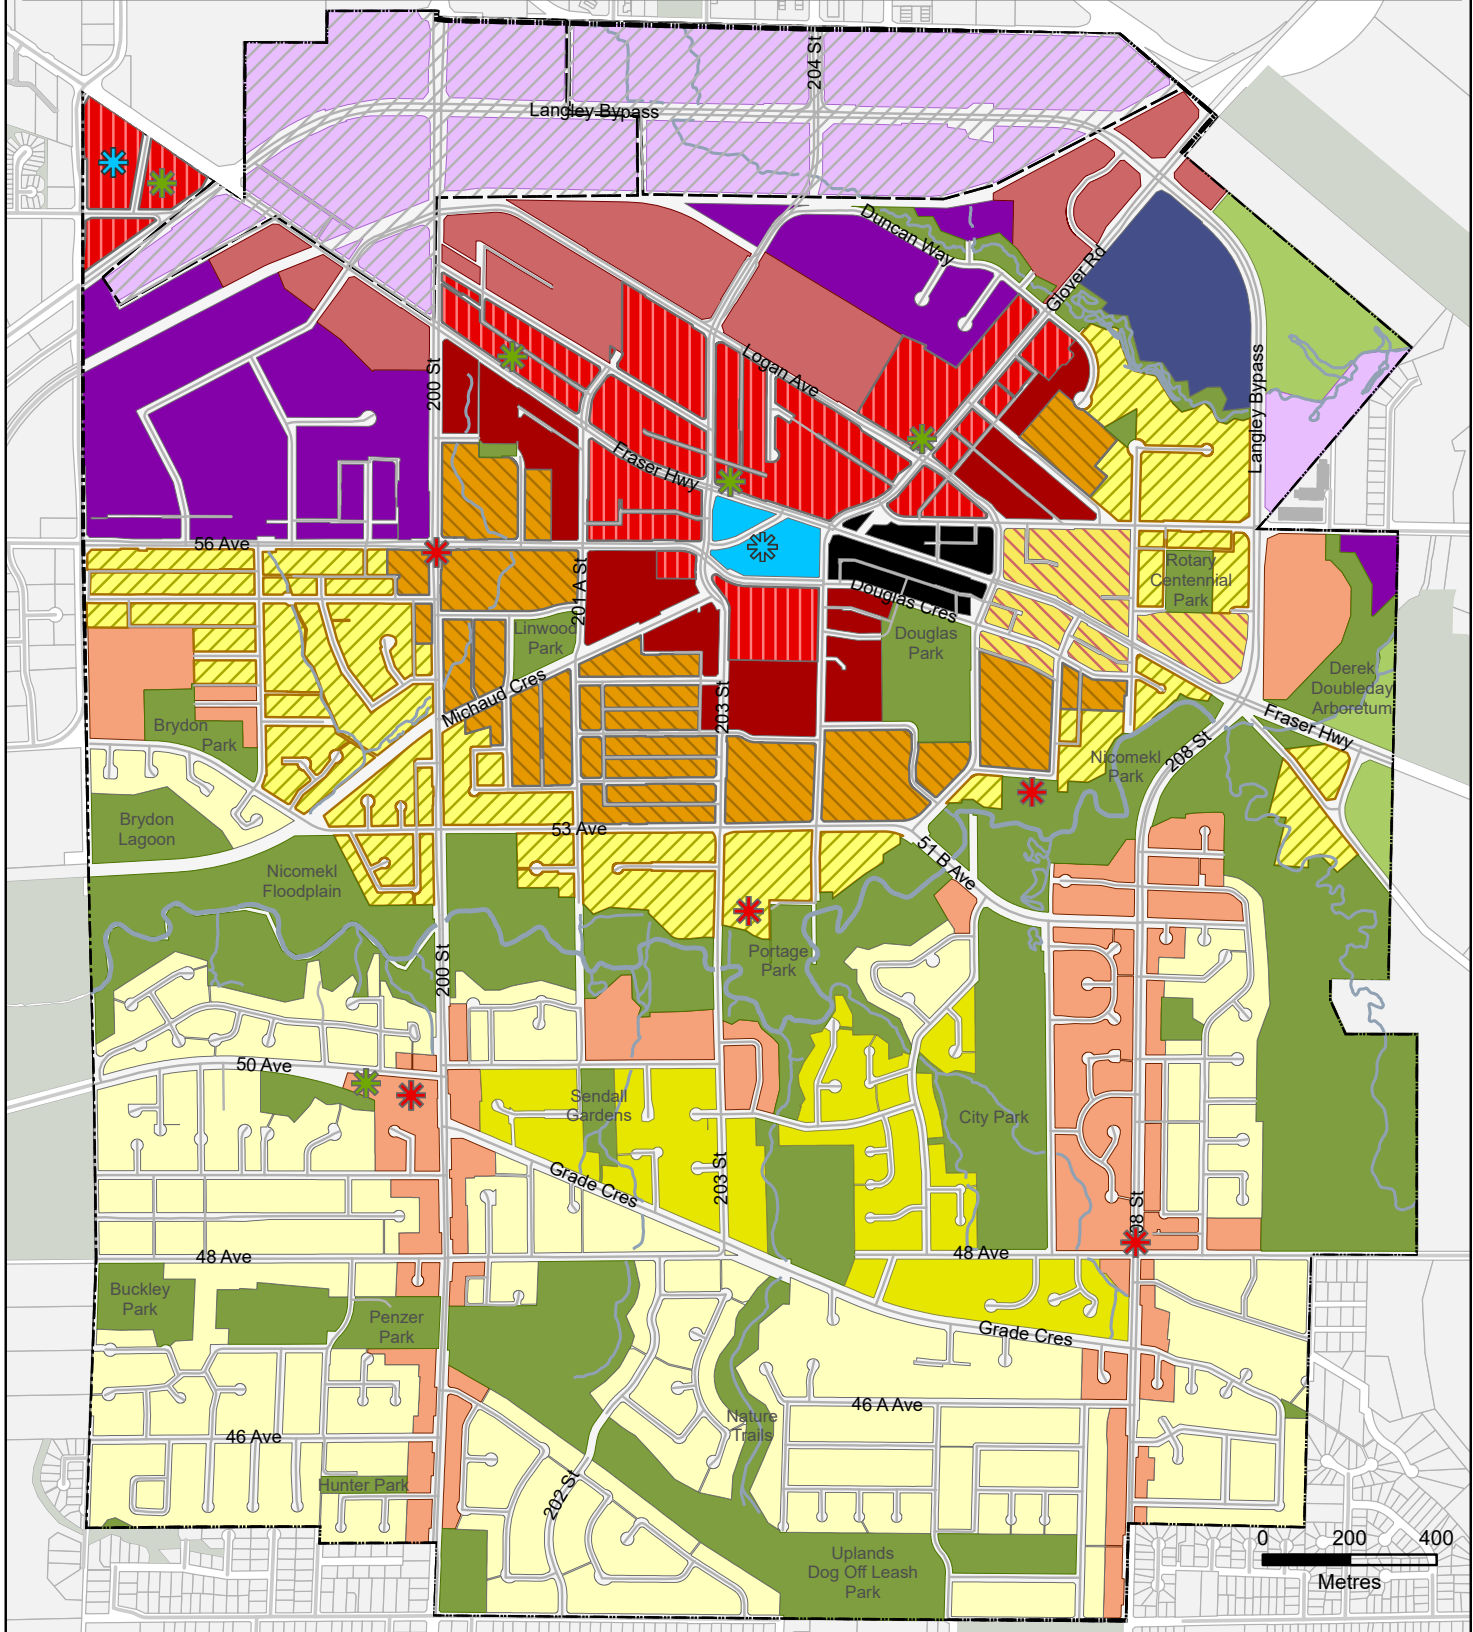 204 St
Langley Bypass
Duncan Way
Glover Rd
200 St
Logan Ave
Langley Bypass
Fraser Hwy
56 Ave
201 A St
Douglas Cres
Rotary
Centennial
Park
Linwood
Park
Douglas
Park
Derek
Doubleday
Arboretum
Michaud Cres
203 St
Brydon
Park
Fraser Hwy
208 St
Nicomekl
Park
Brydon
Lagoon
53 Ave
51 B Ave
Nicomekl
Floodplain
200 St
Portage
Park
50 Ave
Sendall
Gardens
City Park
Grade Cres
203 St
08 St
48 Ave
48 Ave
Buckley
Park
Penzer
Park
Grade Cres
46 A Ave
Nature
Trails
46 Ave
Hunter Park
202 St
Uplands
Dog Off Leash
Park
0 200 400
Metres